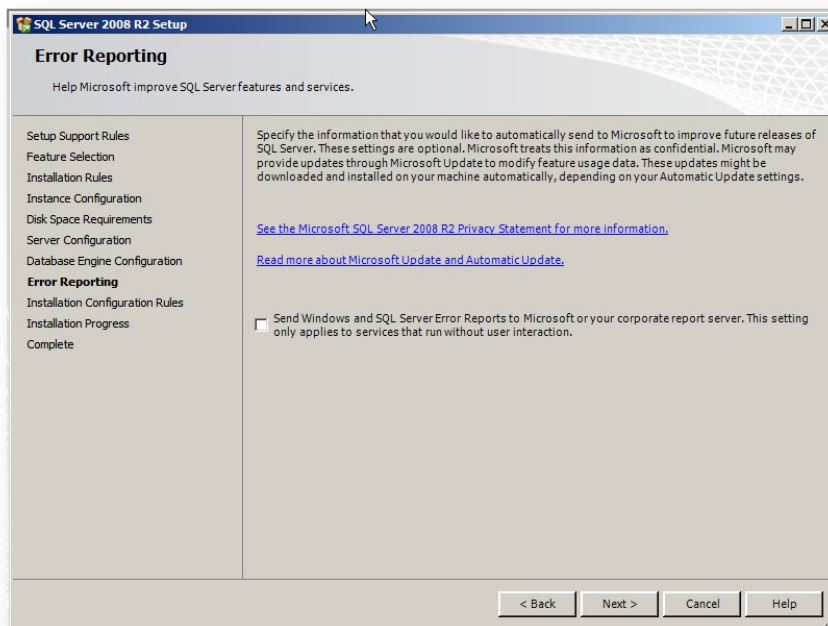 SQL Server 2008 R2 Setup
Error Reporting
Help Microsoft improve SQL Server features and services.
Setup Support Rules
Feature Selection
Installation Rules
Instance Configuration
Disk Space Requirements
Server Configuration
Database Engine Configuration
Error Reporting
Installation Configuration Rules
Installation Progress
Complete
Specify the information that you would like to automatically send to Microsoft to improve future releases of
SQL Server. These settings are optional. Microsoft treats this information as confidential. Microsoft may
provide updates through Microsoft Update to modify feature usage data. These updates might be
downloaded and installed on your machine automatically, depending on your Automatic Update settings.
See the Microsoft SQL Server 2008 R2 Privacy Statement for more information.
Read more about Microsoft Update and Automatic Update.
Send Windows and SQL Server Error Reports to Microsoft or your corporate report server. This setting
only applies to services that run without user interaction.
< Back
Next >
Cancel
Help